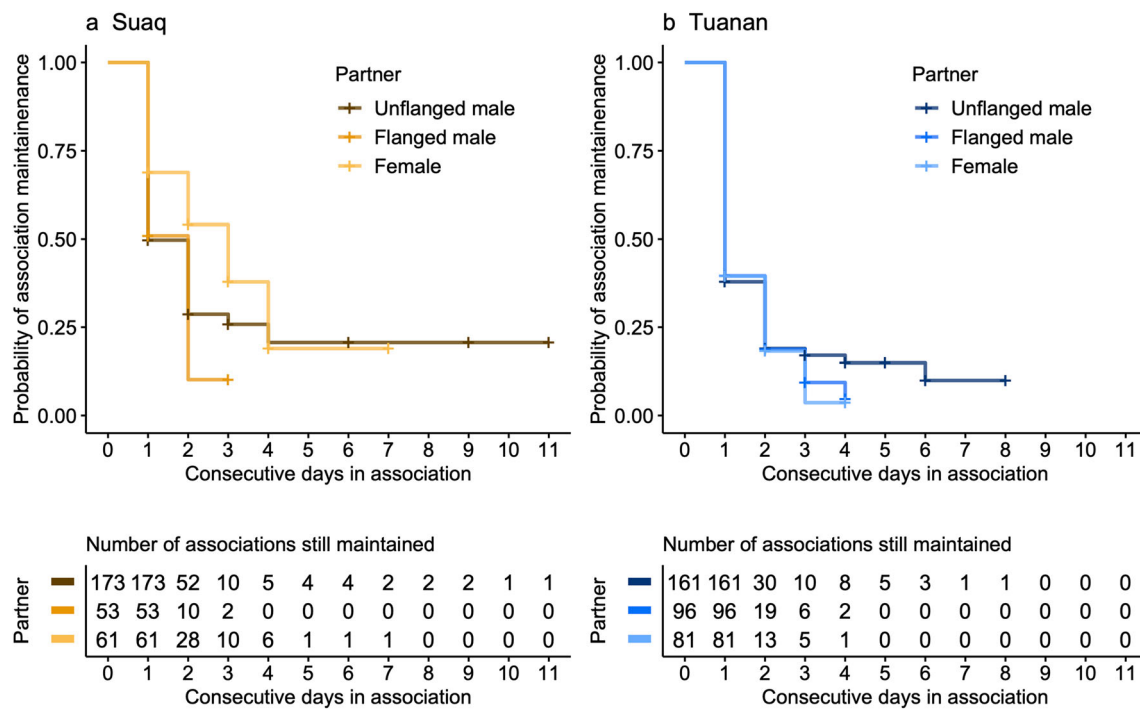 a Suaq
Probability of association maintainenance
1.00
0.75
0.50
0.25
0.00
Partner
Unflanged male
Flanged male
Female
0 1 2 3 4 5 6 7 8 9 10 11
Consecutive days in association
b Tuanan
Probability of association maintainenance
1.00
0.75
0.50
0.25
0.00
Partner
Unflanged male
Flanged male
Female
0 1 2 3 4 5 6 7 8 9 10 11
Consecutive days in association
Number of associations still maintained
Partner
173 173 52 10 5 4 4 2 2 2 1 1
53 53 10 2 0 0 0 0 0 0 0 0
61 61 28 10 6 1 1 1 0 0 0 0
0 1 2 3 4 5 6 7 8 9 10 11
Consecutive days in association
Number of associations still maintained
Partner
161 161 30 10 8 5 3 1 1 0 0 0
96 96 19 6 2 0 0 0 0 0 0 0
81 81 13 5 1 0 0 0 0 0 0 0
0 1 2 3 4 5 6 7 8 9 10 11
Consecutive days in association